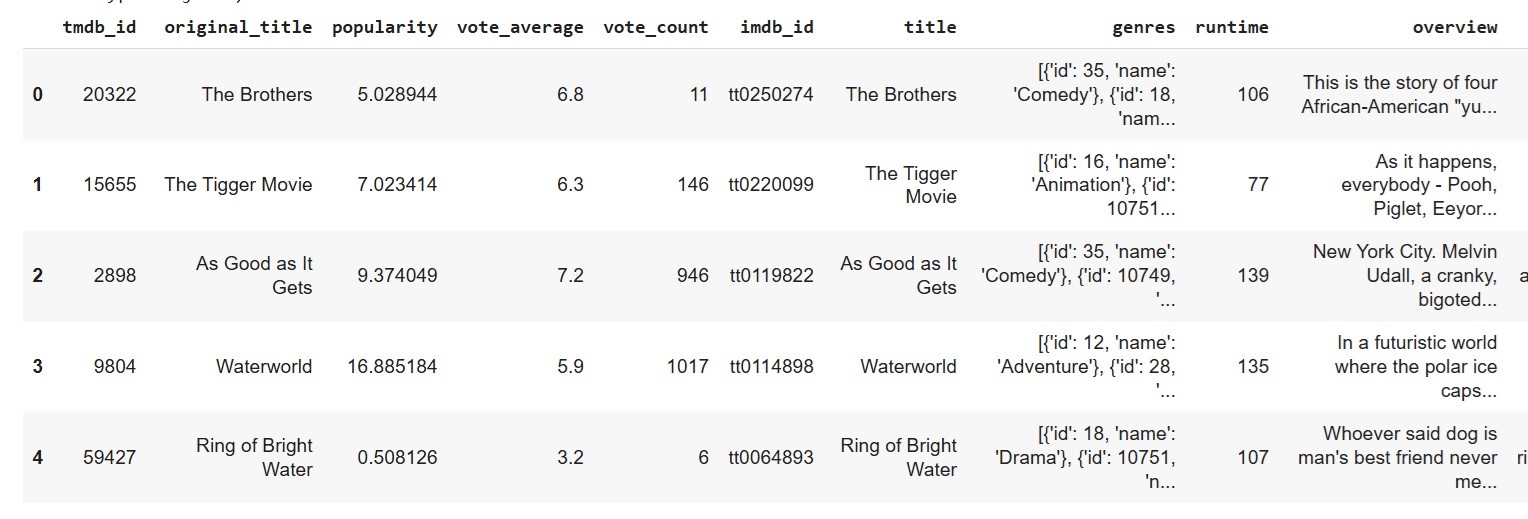 tmdb_id original_title popularity vote_average vote_count imdb_id title genres runtime overview
0 20322 The Brothers 5.028944 6.8 11 tt0250274 The Brothers [{'id': 35, 'name': 'Comedy'}, {'id': 18, 'nam... 106 This is the story of four African-American "yu...
1 15655 The Tigger Movie 7.023414 6.3 146 tt0220099 The Tigger Movie [{'id': 16, 'name': 'Animation'}, {'id': 10751... 77 As it happens, everybody - Pooh, Piglet, Eeyor...
2 2898 As Good as It Gets 9.374049 7.2 946 tt0119822 As Good as It Gets [{'id': 35, 'name': 'Comedy'}, {'id': 10749, '... 139 New York City. Melvin Udall, a cranky, bigoted...
3 9804 Waterworld 16.885184 5.9 1017 tt0114898 Waterworld [{'id': 12, 'name': 'Adventure'}, {'id': 28, '... 135 In a futuristic world where the polar ice caps...
4 59427 Ring of Bright Water 0.508126 3.2 6 tt0064893 Ring of Bright Water [{'id': 18, 'name': 'Drama'}, {'id': 10751, 'n... 107 Whoever said dog is man's best friend never me...